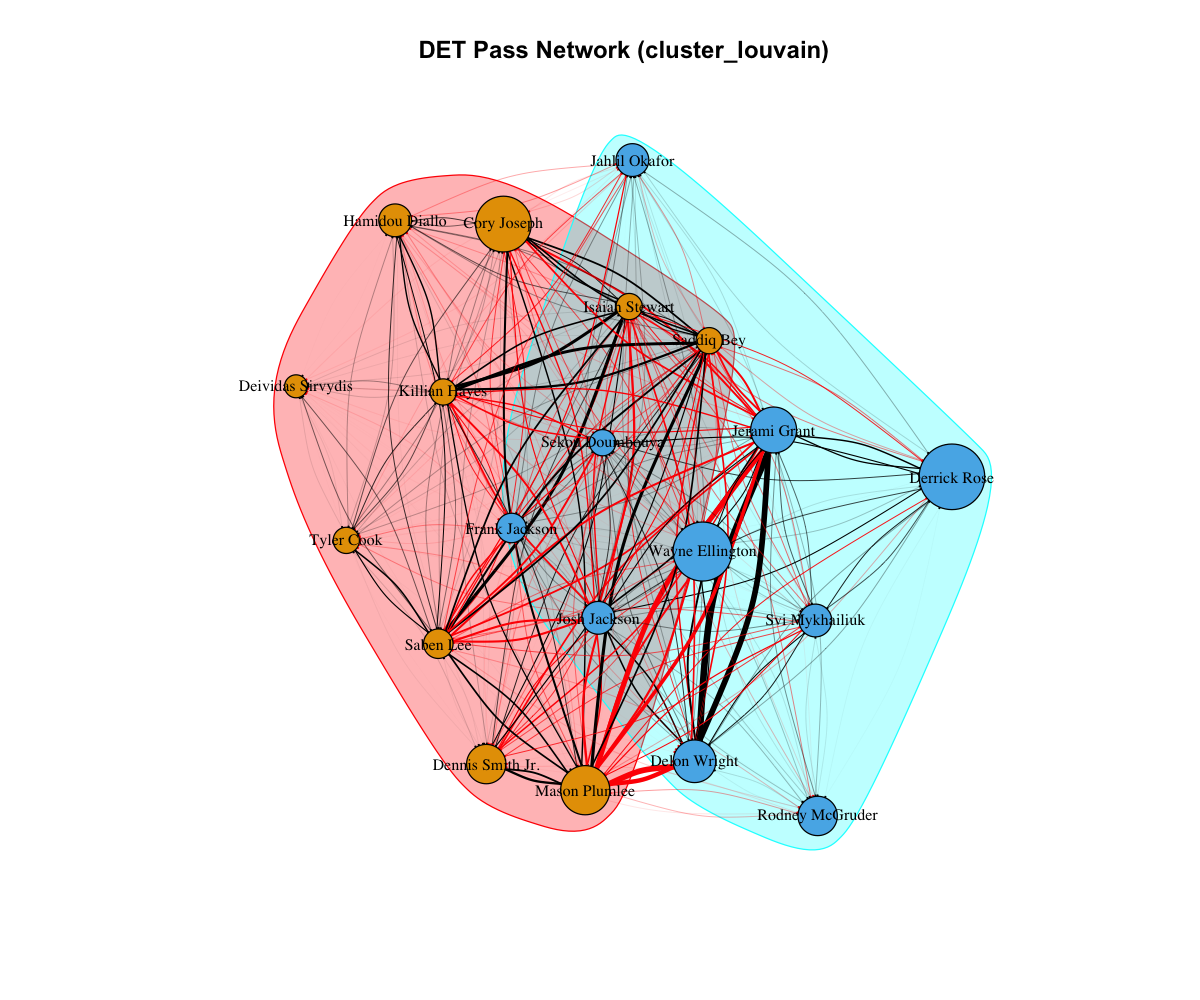 DET Pass Network (cluster_louvain)
Jahlil Okafor
Hamidou Diallo
Cory Joseph
Isaiah Stewart
Saddiq Bey
Deividas Sirvydis
Killian Hayes
Jerami Grant
Sekou Doumbouya
Derrick Rose
Frank Jackson
Tyler Cook
Wayne Ellington
Josh Jackson
Svi Mykhailiuk
Saben Lee
Delon Wright
Dennis Smith Jr.
Mason Plumlee
Rodney McGruder